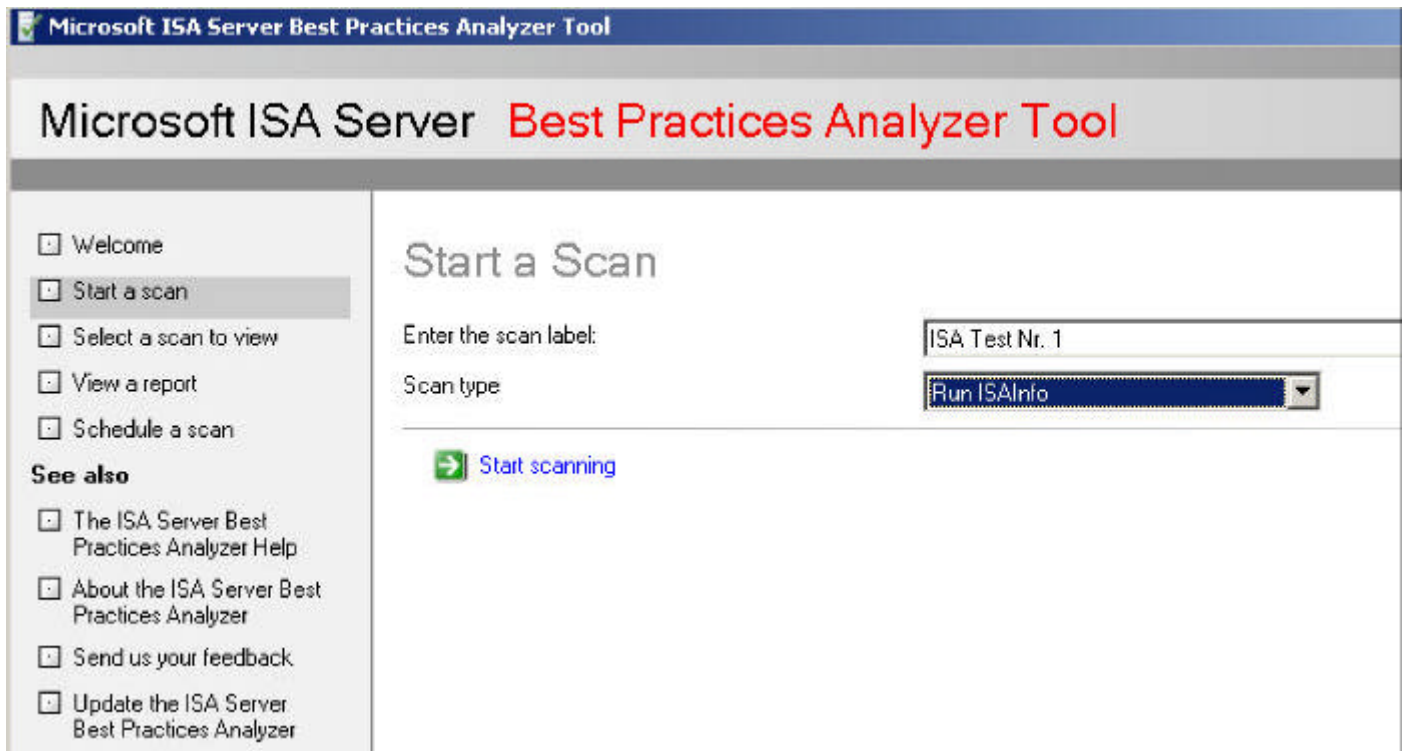 Microsoft ISA Server Best Practices Analyzer Tool
Microsoft ISA Server Best Practices Analyzer Tool
Welcome
Start a scan
Select a scan to view
View a report
Schedule a scan
See also
The ISA Server Best
Practices Analyzer Help
About the ISA Server Best
Practices Analyzer
Send us your feedback
Update the ISA Server
Best Practices Analyzer
Start a Scan
Enter the scan label:
ISA Test Nr. 1
Scan type
Run ISAInfo
Start scanning